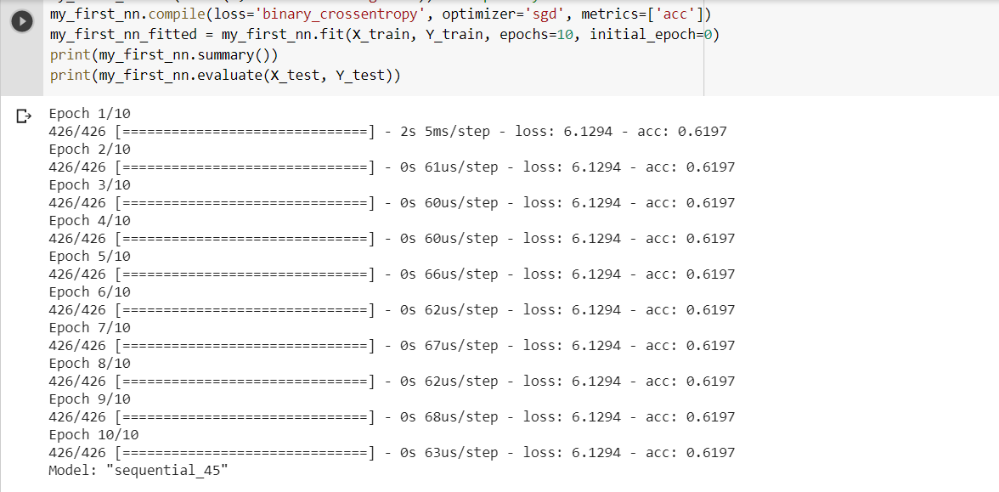 my_first_nn.compile(loss='binary_crossentropy', optimizer='sgd', metrics=['acc'])
my_first_nn_fitted = my_first_nn.fit(X_train, Y_train, epochs=10, initial_epoch=0)
print(my_first_nn.summary())
print(my_first_nn.evaluate(X_test, Y_test))
Epoch 1/10
426/426 [==============================] - 2s 5ms/step - loss: 6.1294 - acc: 0.6197
Epoch 2/10
426/426 [==============================] - 0s 61us/step - loss: 6.1294 - acc: 0.6197
Epoch 3/10
426/426 [==============================] - 0s 60us/step - loss: 6.1294 - acc: 0.6197
Epoch 4/10
426/426 [==============================] - 0s 60us/step - loss: 6.1294 - acc: 0.6197
Epoch 5/10
426/426 [==============================] - 0s 66us/step - loss: 6.1294 - acc: 0.6197
Epoch 6/10
426/426 [==============================] - 0s 62us/step - loss: 6.1294 - acc: 0.6197
Epoch 7/10
426/426 [==============================] - 0s 67us/step - loss: 6.1294 - acc: 0.6197
Epoch 8/10
426/426 [==============================] - 0s 62us/step - loss: 6.1294 - acc: 0.6197
Epoch 9/10
426/426 [==============================] - 0s 68us/step - loss: 6.1294 - acc: 0.6197
Epoch 10/10
426/426 [==============================] - 0s 63us/step - loss: 6.1294 - acc: 0.6197
Model: "sequential_45"